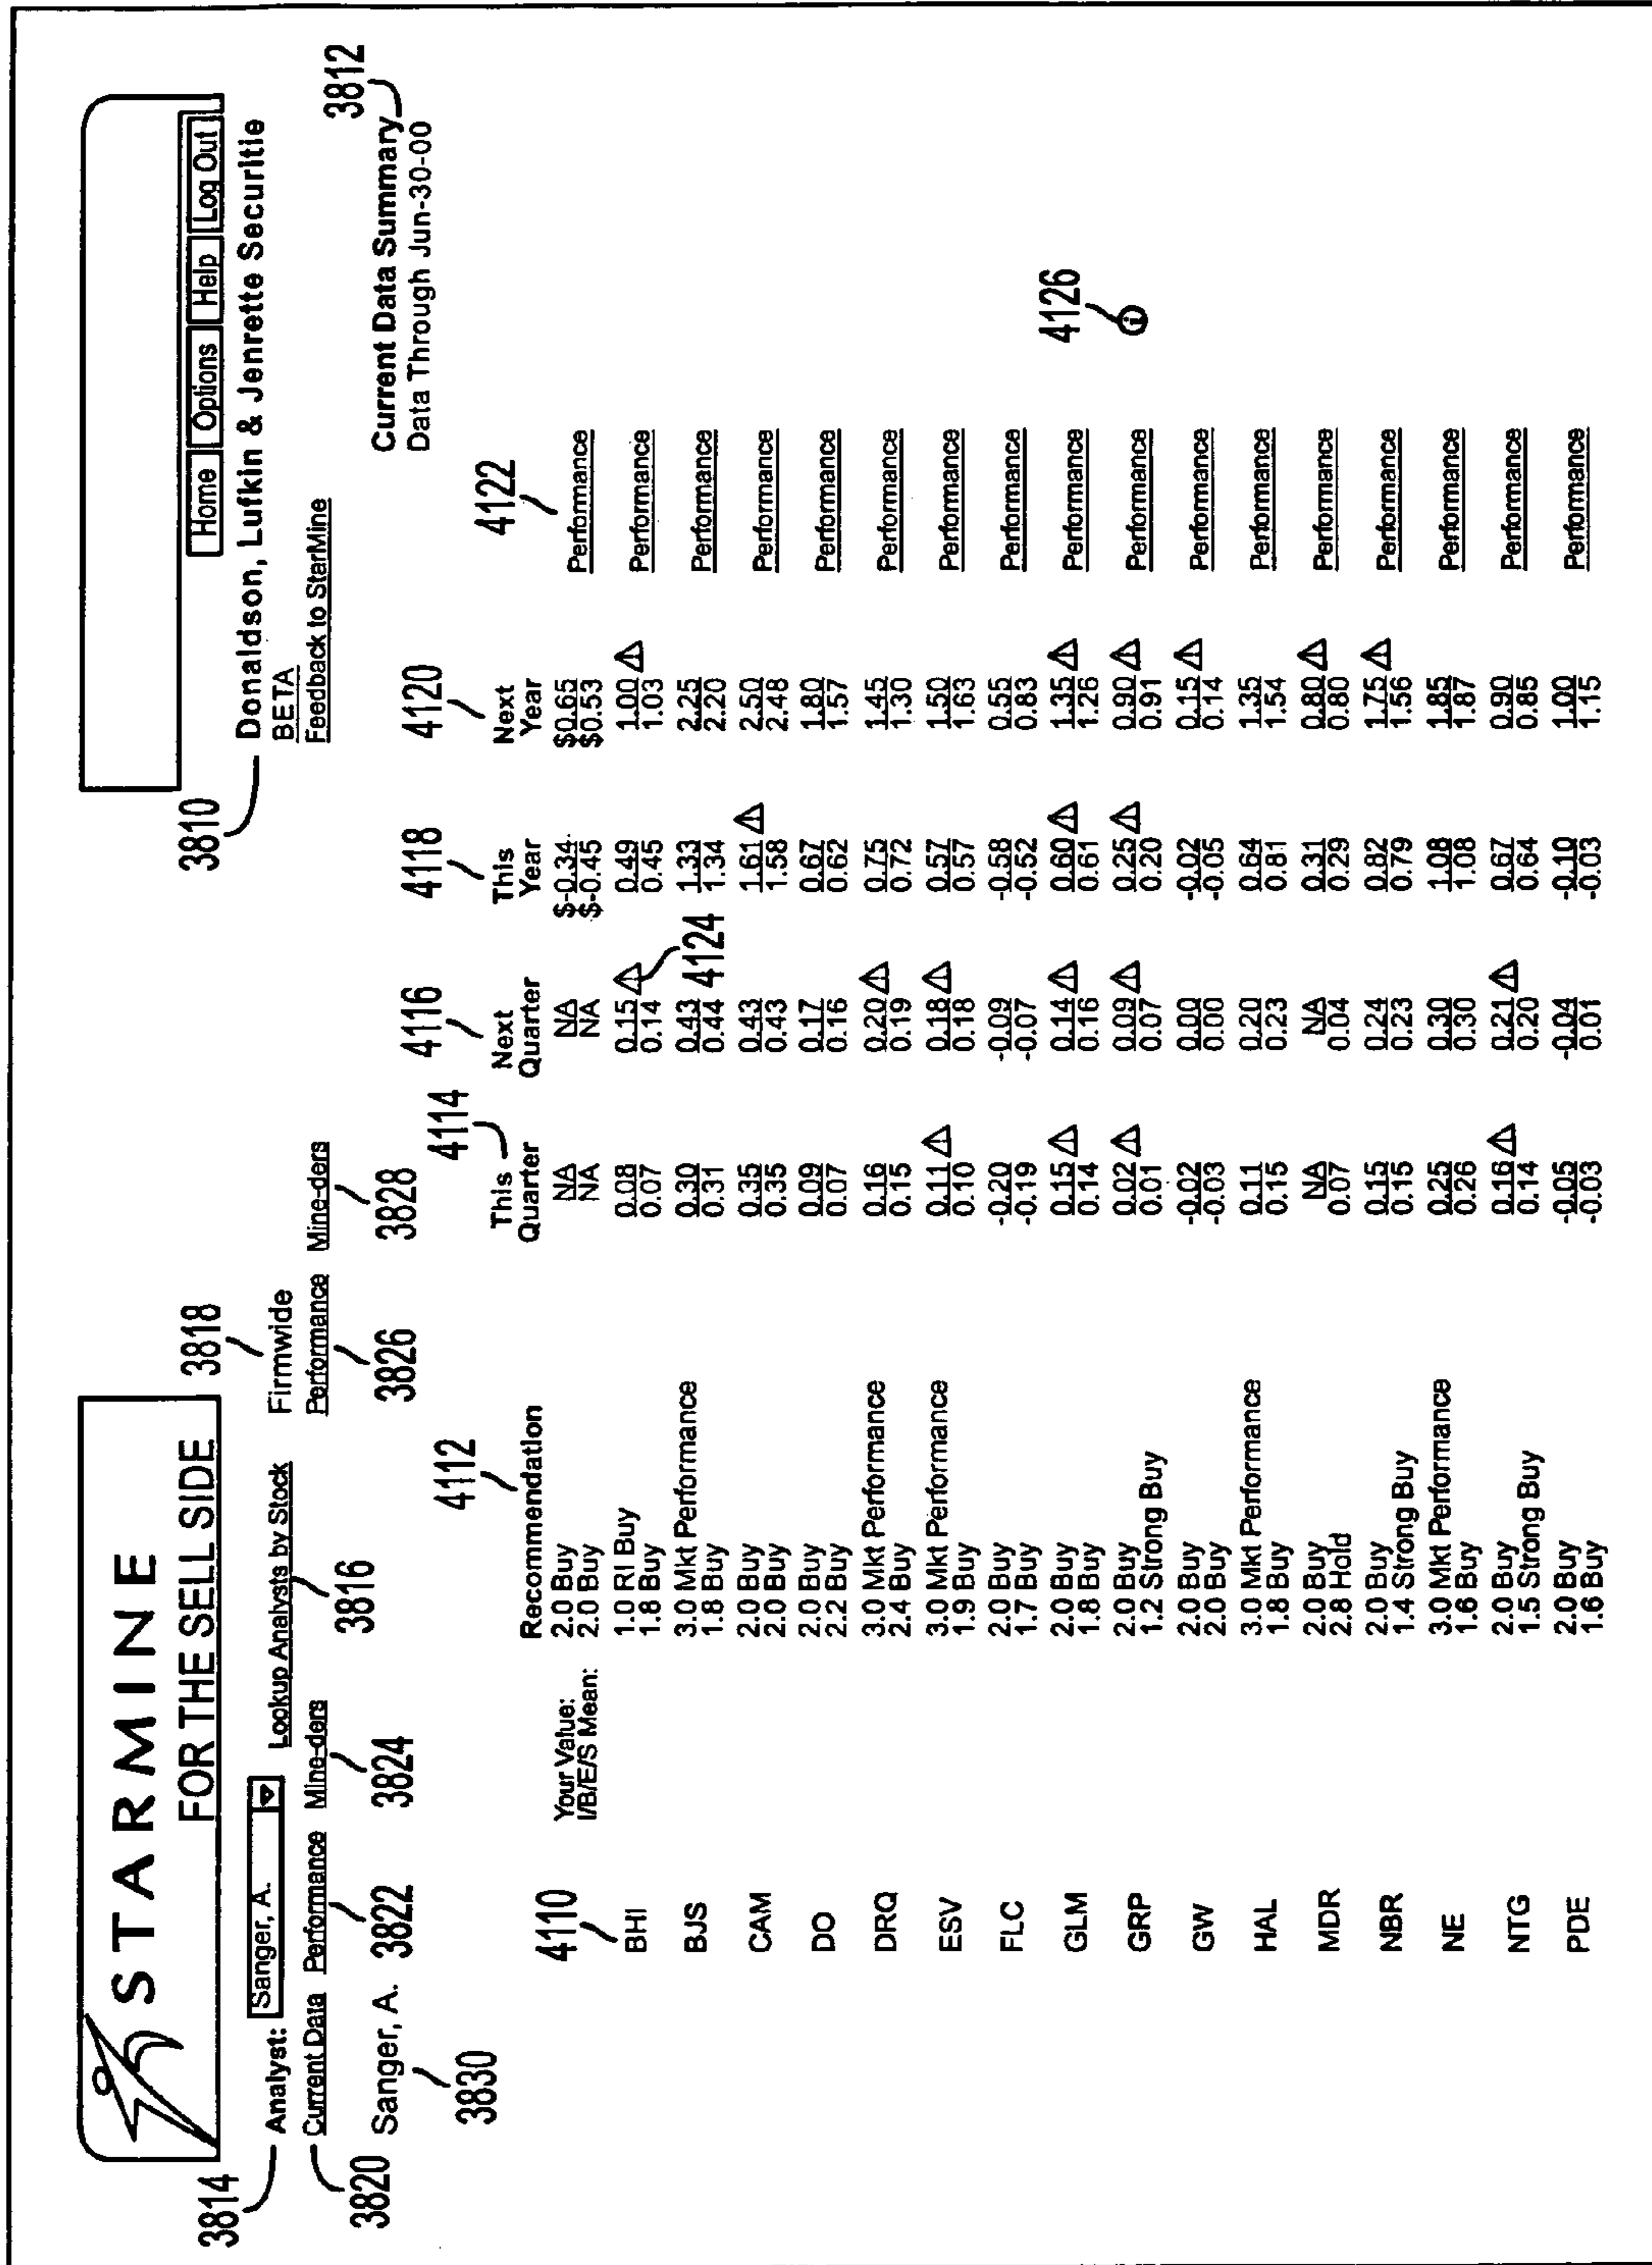 STARMINE
FOR THE SELL SIDE
Home Options Help Log Out
3814 3818 3810
Analyst: Sanger, A. Lookup Analysts by Stock Firmwide Donaldson, Lufkin & Jenrette Securitie
BETA
Current Data Performance Mine-ders Performance Mine-ders Feedback to StarMine
3820 3822 3824 3816 3826 3828 3812
Sanger, A. Current Data Summary
Data Through Jun-30-00
3830
4110 4112 4114 4116 4118 4120 4122
This Next This Next
Recommendation Quarter Quarter Year Year
Your Value: 2.0 Buy NA NA $-0.34 $0.65 Performance
I/B/E/S Mean: 2.0 Buy NA NA $-0.45 $0.53
BHI 1.0 RI Buy 0.08 0.15 0.49 1.00 Performance
1.8 Buy 0.07 0.14 0.45 1.03
4124
BJS 3.0 Mkt Performance 0.30 0.43 1.33 2.25 Performance
1.8 Buy 0.31 0.44 1.34 2.20
CAM 2.0 Buy 0.35 0.43 1.61 2.50 Performance
2.0 Buy 0.35 0.43 1.58 2.48
DO 2.0 Buy 0.09 0.17 0.67 1.80 Performance
2.2 Buy 0.07 0.16 0.62 1.57
DRQ 3.0 Mkt Performance 0.16 0.20 0.75 1.45 Performance
2.4 Buy 0.15 0.19 0.72 1.30
ESV 3.0 Mkt Performance 0.11 0.18 0.57 1.50 Performance
1.9 Buy 0.10 0.18 0.57 1.63
FLC 2.0 Buy -0.20 -0.09 -0.58 0.55 Performance
1.7 Buy -0.19 -0.07 -0.52 0.83
GLM 2.0 Buy 0.15 0.14 0.60 1.35 Performance 4126
1.8 Buy 0.14 0.16 0.61 1.26
GRP 2.0 Buy 0.02 0.09 0.25 0.90 Performance i
1.2 Strong Buy 0.01 0.07 0.20 0.91
GW 2.0 Buy -0.02 0.00 -0.02 0.15 Performance
2.0 Buy -0.03 0.00 -0.05 0.14
HAL 3.0 Mkt Performance 0.11 0.20 0.64 1.35 Performance
1.8 Buy 0.15 0.23 0.81 1.54
MDR 2.0 Buy NA NA 0.31 0.80 Performance
2.8 Hold 0.07 0.04 0.29 0.80
NBR 2.0 Buy 0.15 0.24 0.82 1.75 Performance
1.4 Strong Buy 0.15 0.23 0.79 1.56
NE 3.0 Mkt Performance 0.25 0.30 1.08 1.85 Performance
1.6 Buy 0.26 0.30 1.08 1.87
NTG 2.0 Buy 0.16 0.21 0.67 0.90 Performance
1.5 Strong Buy 0.14 0.20 0.64 0.85
PDE 2.0 Buy -0.05 -0.04 -0.10 1.00 Performance
1.6 Buy -0.03 0.01 -0.03 1.15